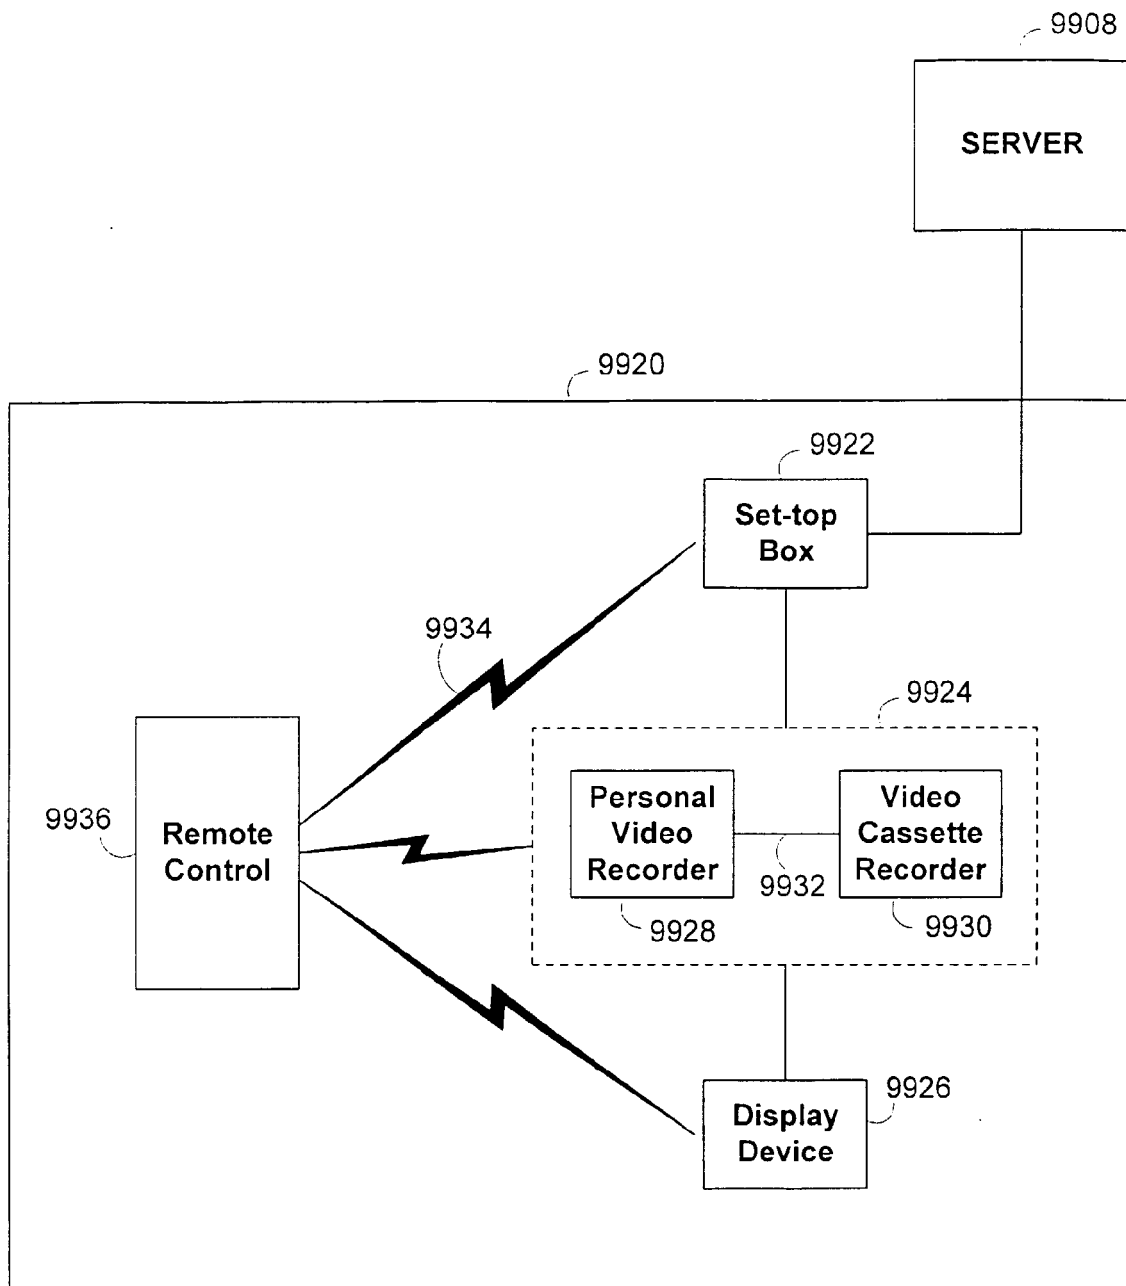 9908
SERVER
9920
9922
Set-top
Box
9934
9924
9936
Remote
Control
Personal
Video
Recorder
Video
Cassette
Recorder
9932
9928
9930
9926
Display
Device